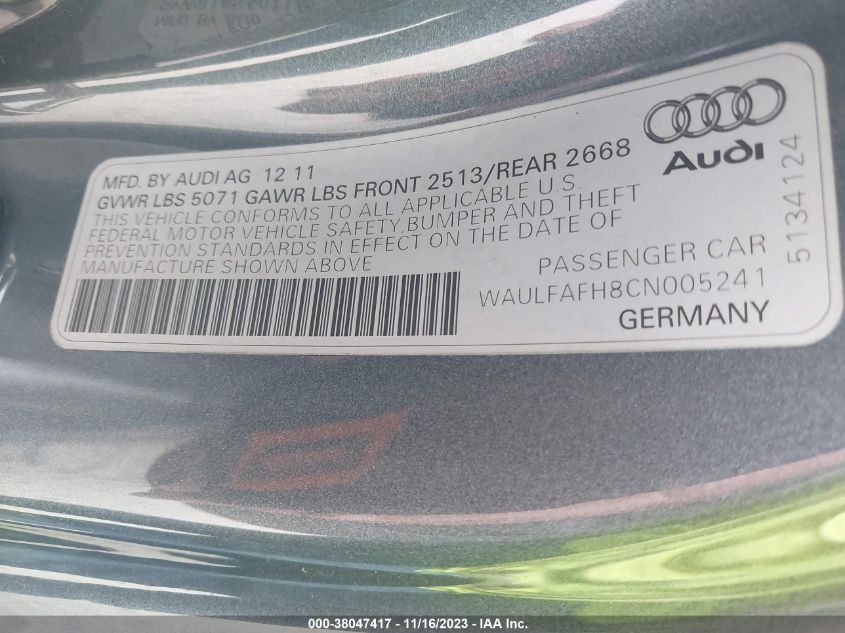 MFD. BY AUDI AG 12 11
GVWR LBS 5071 GAWR LBS FRONT 2513/REAR 2668
THIS VEHICLE CONFORMS TO ALL APPLICABLE U.S.
FEDERAL MOTOR VEHICLE SAFETY,BUMPER AND THEFT
PREVENTION STANDARDS IN EFFECT ON THE DATE OF
MANUFACTURE SHOWN ABOVE
Audi
5134124
PASSENGER CAR
WAULFAFH8CN005241
GERMANY
000-38047417 - 11/16/2023 - IAA Inc.